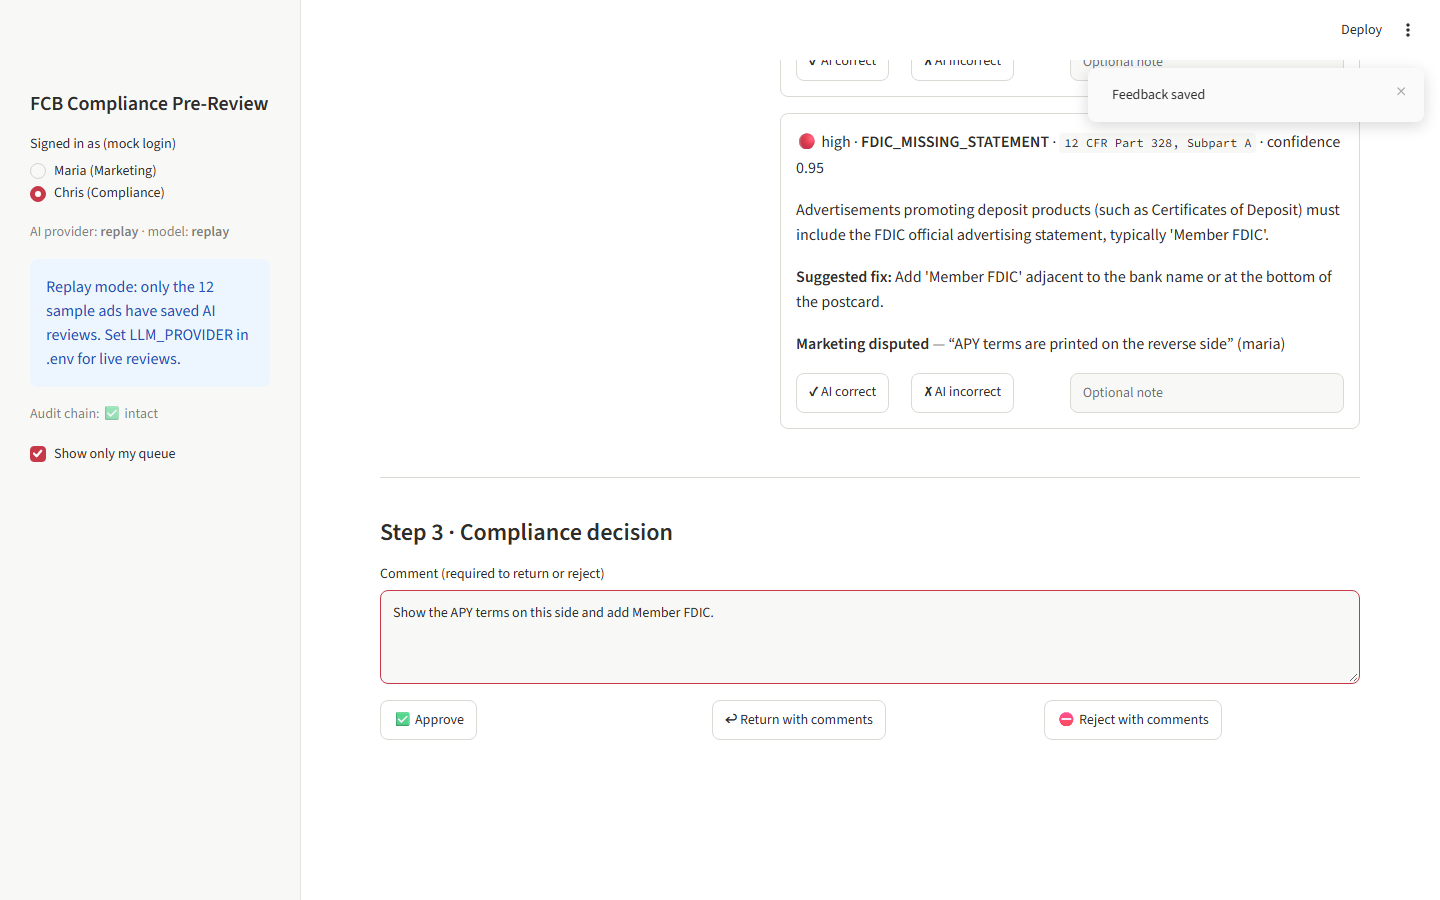 Deploy
FCB Compliance Pre-Review
Signed in as (mock login)
Maria (Marketing)
Chris (Compliance)
AI provider: replay · model: replay
Replay mode: only the 12
sample ads have saved AI
reviews. Set LLM_PROVIDER in
.env for live reviews.
Audit chain: ✅ intact
Show only my queue
✓ AI correct
✗ AI incorrect
Optional note
Feedback saved
high · FDIC_MISSING_STATEMENT · 12 CFR Part 328, Subpart A · confidence
0.95
Advertisements promoting deposit products (such as Certificates of Deposit) must
include the FDIC official advertising statement, typically 'Member FDIC'.
Suggested fix: Add 'Member FDIC' adjacent to the bank name or at the bottom of
the postcard.
Marketing disputed — “APY terms are printed on the reverse side” (maria)
✓ AI correct
✗ AI incorrect
Optional note
Step 3 · Compliance decision
Comment (required to return or reject)
Show the APY terms on this side and add Member FDIC.
✅ Approve
↩ Return with comments
⛔ Reject with comments